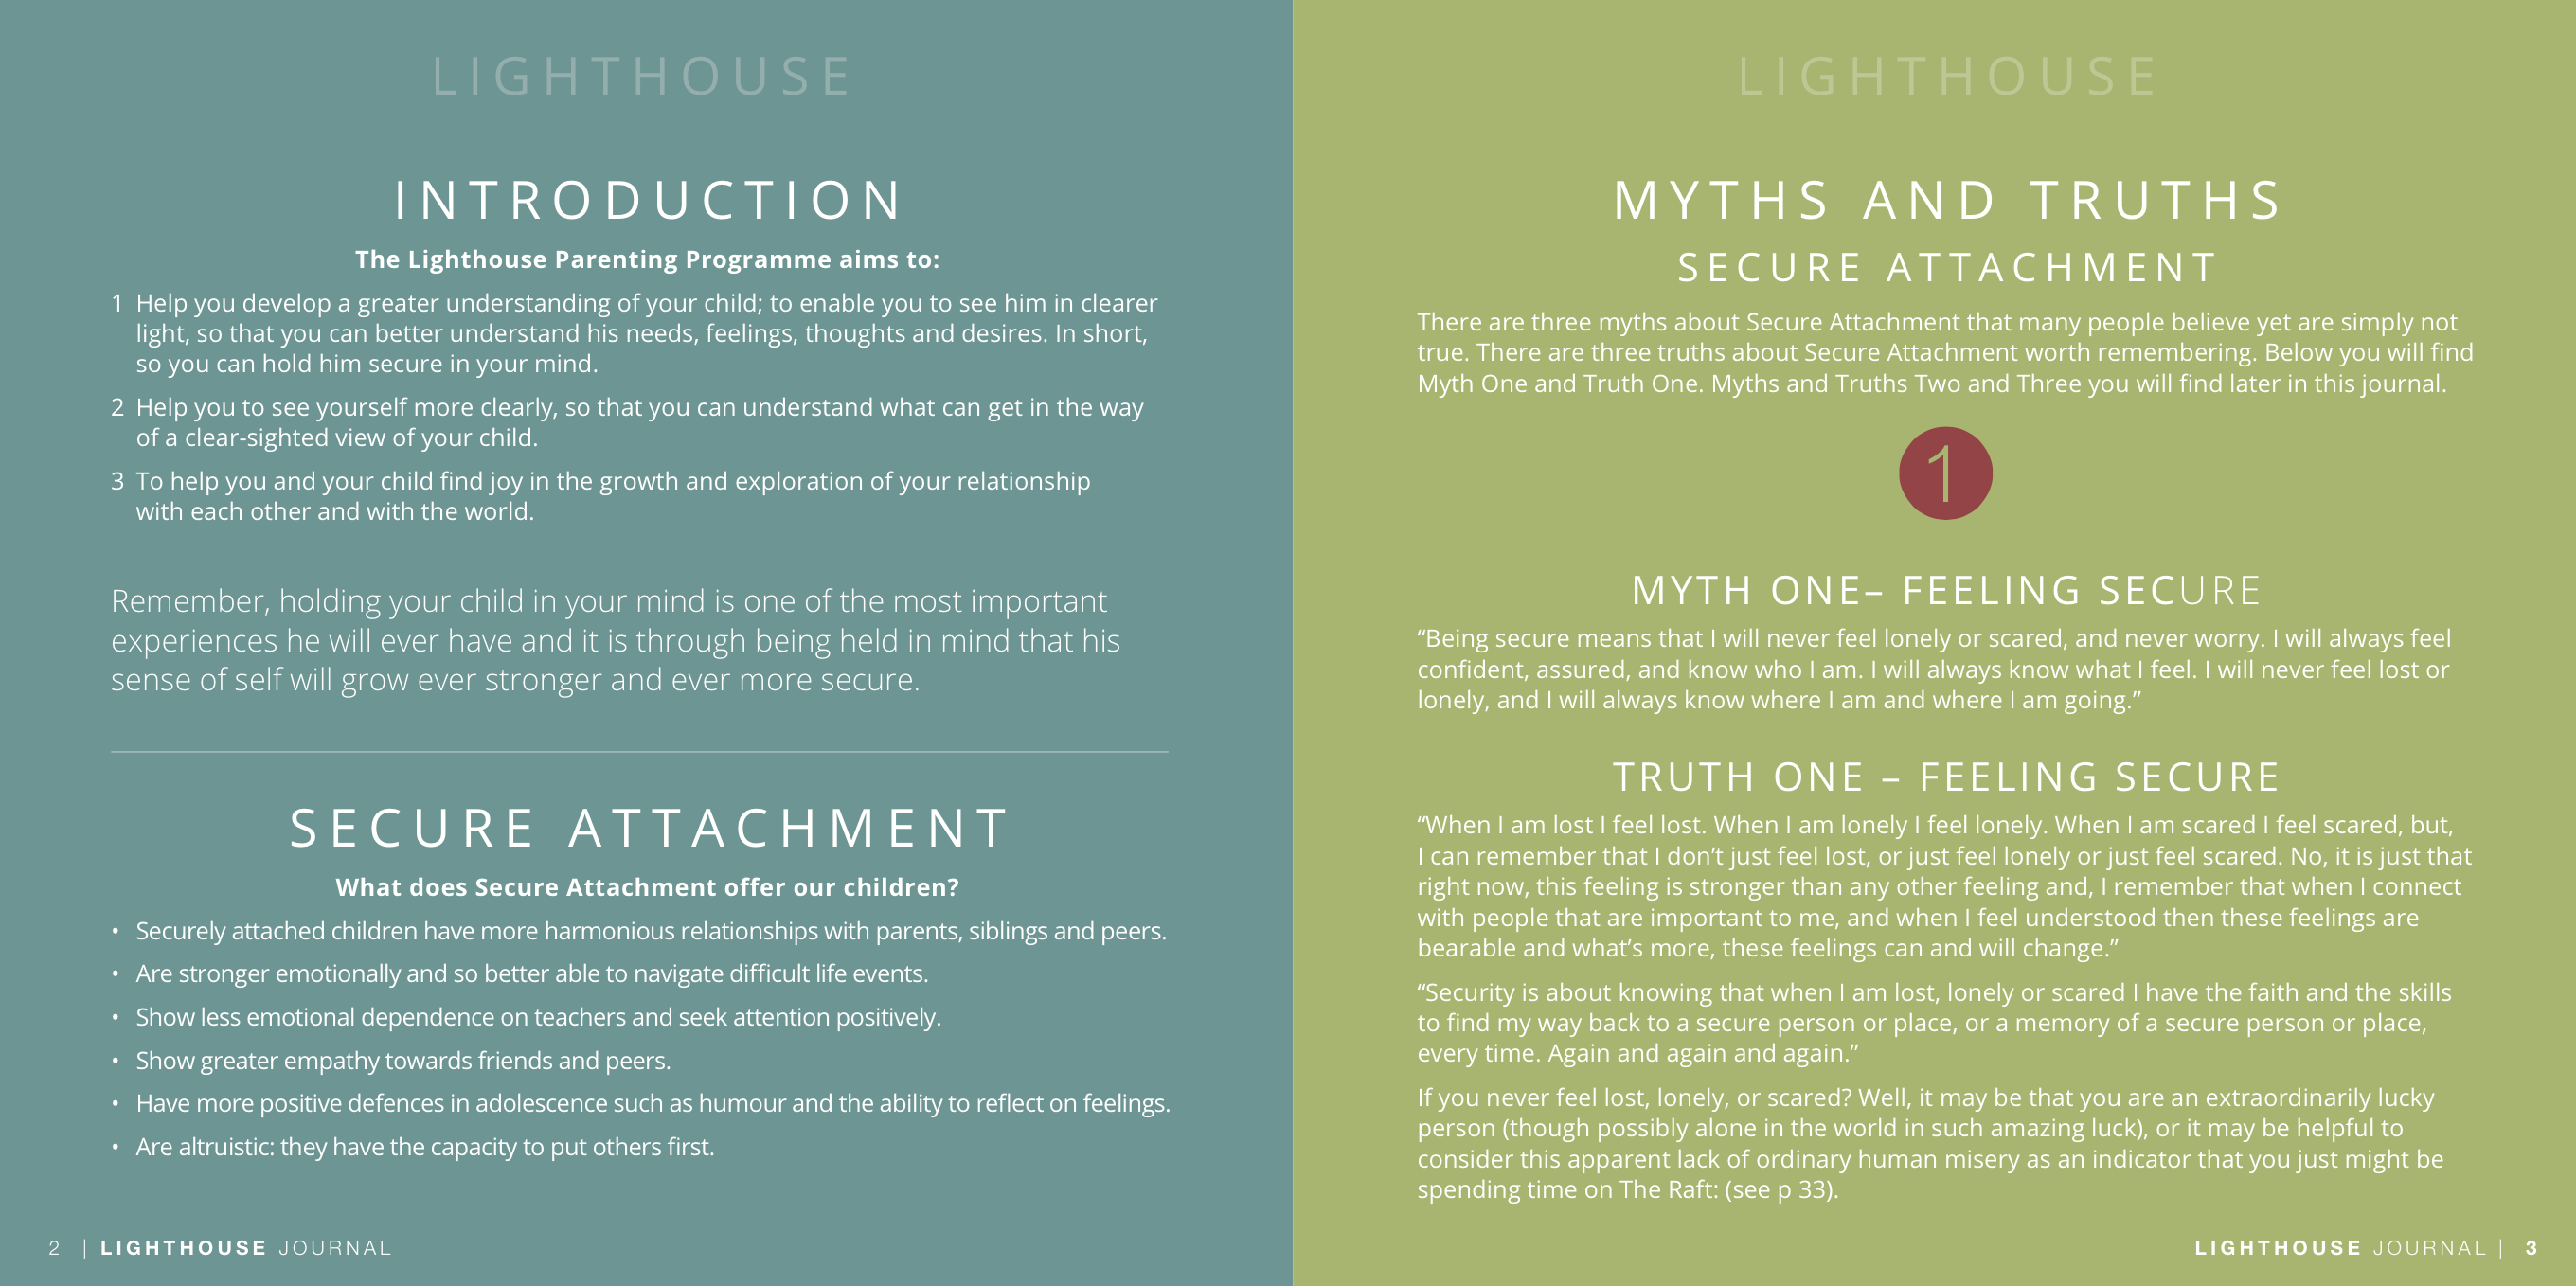 LIGHTHOUSE
INTRODUCTION
The Lighthouse Parenting Programme aims to:
1 Help you develop a greater understanding of your child; to enable you to see him in clearer
light, so that you can better understand his needs, feelings, thoughts and desires. In short,
so you can hold him secure in your mind.
2 Help you to see yourself more clearly, so that you can understand what can get in the way
of a clear-sighted view of your child.
3 To help you and your child find joy in the growth and exploration of your relationship
with each other and with the world.
Remember, holding your child in your mind is one of the most important
experiences he will ever have and it is through being held in mind that his
sense of self will grow ever stronger and ever more secure.
SECURE ATTACHMENT
What does Secure Attachment offer our children?
• Securely attached children have more harmonious relationships with parents, siblings and peers.
• Are stronger emotionally and so better able to navigate difficult life events.
• Show less emotional dependence on teachers and seek attention positively.
• Show greater empathy towards friends and peers.
• Have more positive defences in adolescence such as humour and the ability to reflect on feelings.
• Are altruistic: they have the capacity to put others first.
2 | LIGHTHOUSE JOURNAL
LIGHTHOUSE
MYTHS AND TRUTHS
SECURE ATTACHMENT
There are three myths about Secure Attachment that many people believe yet are simply not
true. There are three truths about Secure Attachment worth remembering. Below you will find
Myth One and Truth One. Myths and Truths Two and Three you will find later in this journal.
1
MYTH ONE– FEELING SECURE
“Being secure means that I will never feel lonely or scared, and never worry. I will always feel
confident, assured, and know who I am. I will always know what I feel. I will never feel lost or
lonely, and I will always know where I am and where I am going.”
TRUTH ONE – FEELING SECURE
“When I am lost I feel lost. When I am lonely I feel lonely. When I am scared I feel scared, but,
I can remember that I don’t just feel lost, or just feel lonely or just feel scared. No, it is just that
right now, this feeling is stronger than any other feeling and, I remember that when I connect
with people that are important to me, and when I feel understood then these feelings are
bearable and what’s more, these feelings can and will change.”
“Security is about knowing that when I am lost, lonely or scared I have the faith and the skills
to find my way back to a secure person or place, or a memory of a secure person or place,
every time. Again and again and again.”
If you never feel lost, lonely, or scared? Well, it may be that you are an extraordinarily lucky
person (though possibly alone in the world in such amazing luck), or it may be helpful to
consider this apparent lack of ordinary human misery as an indicator that you just might be
spending time on The Raft: (see p 33).
LIGHTHOUSE JOURNAL | 3